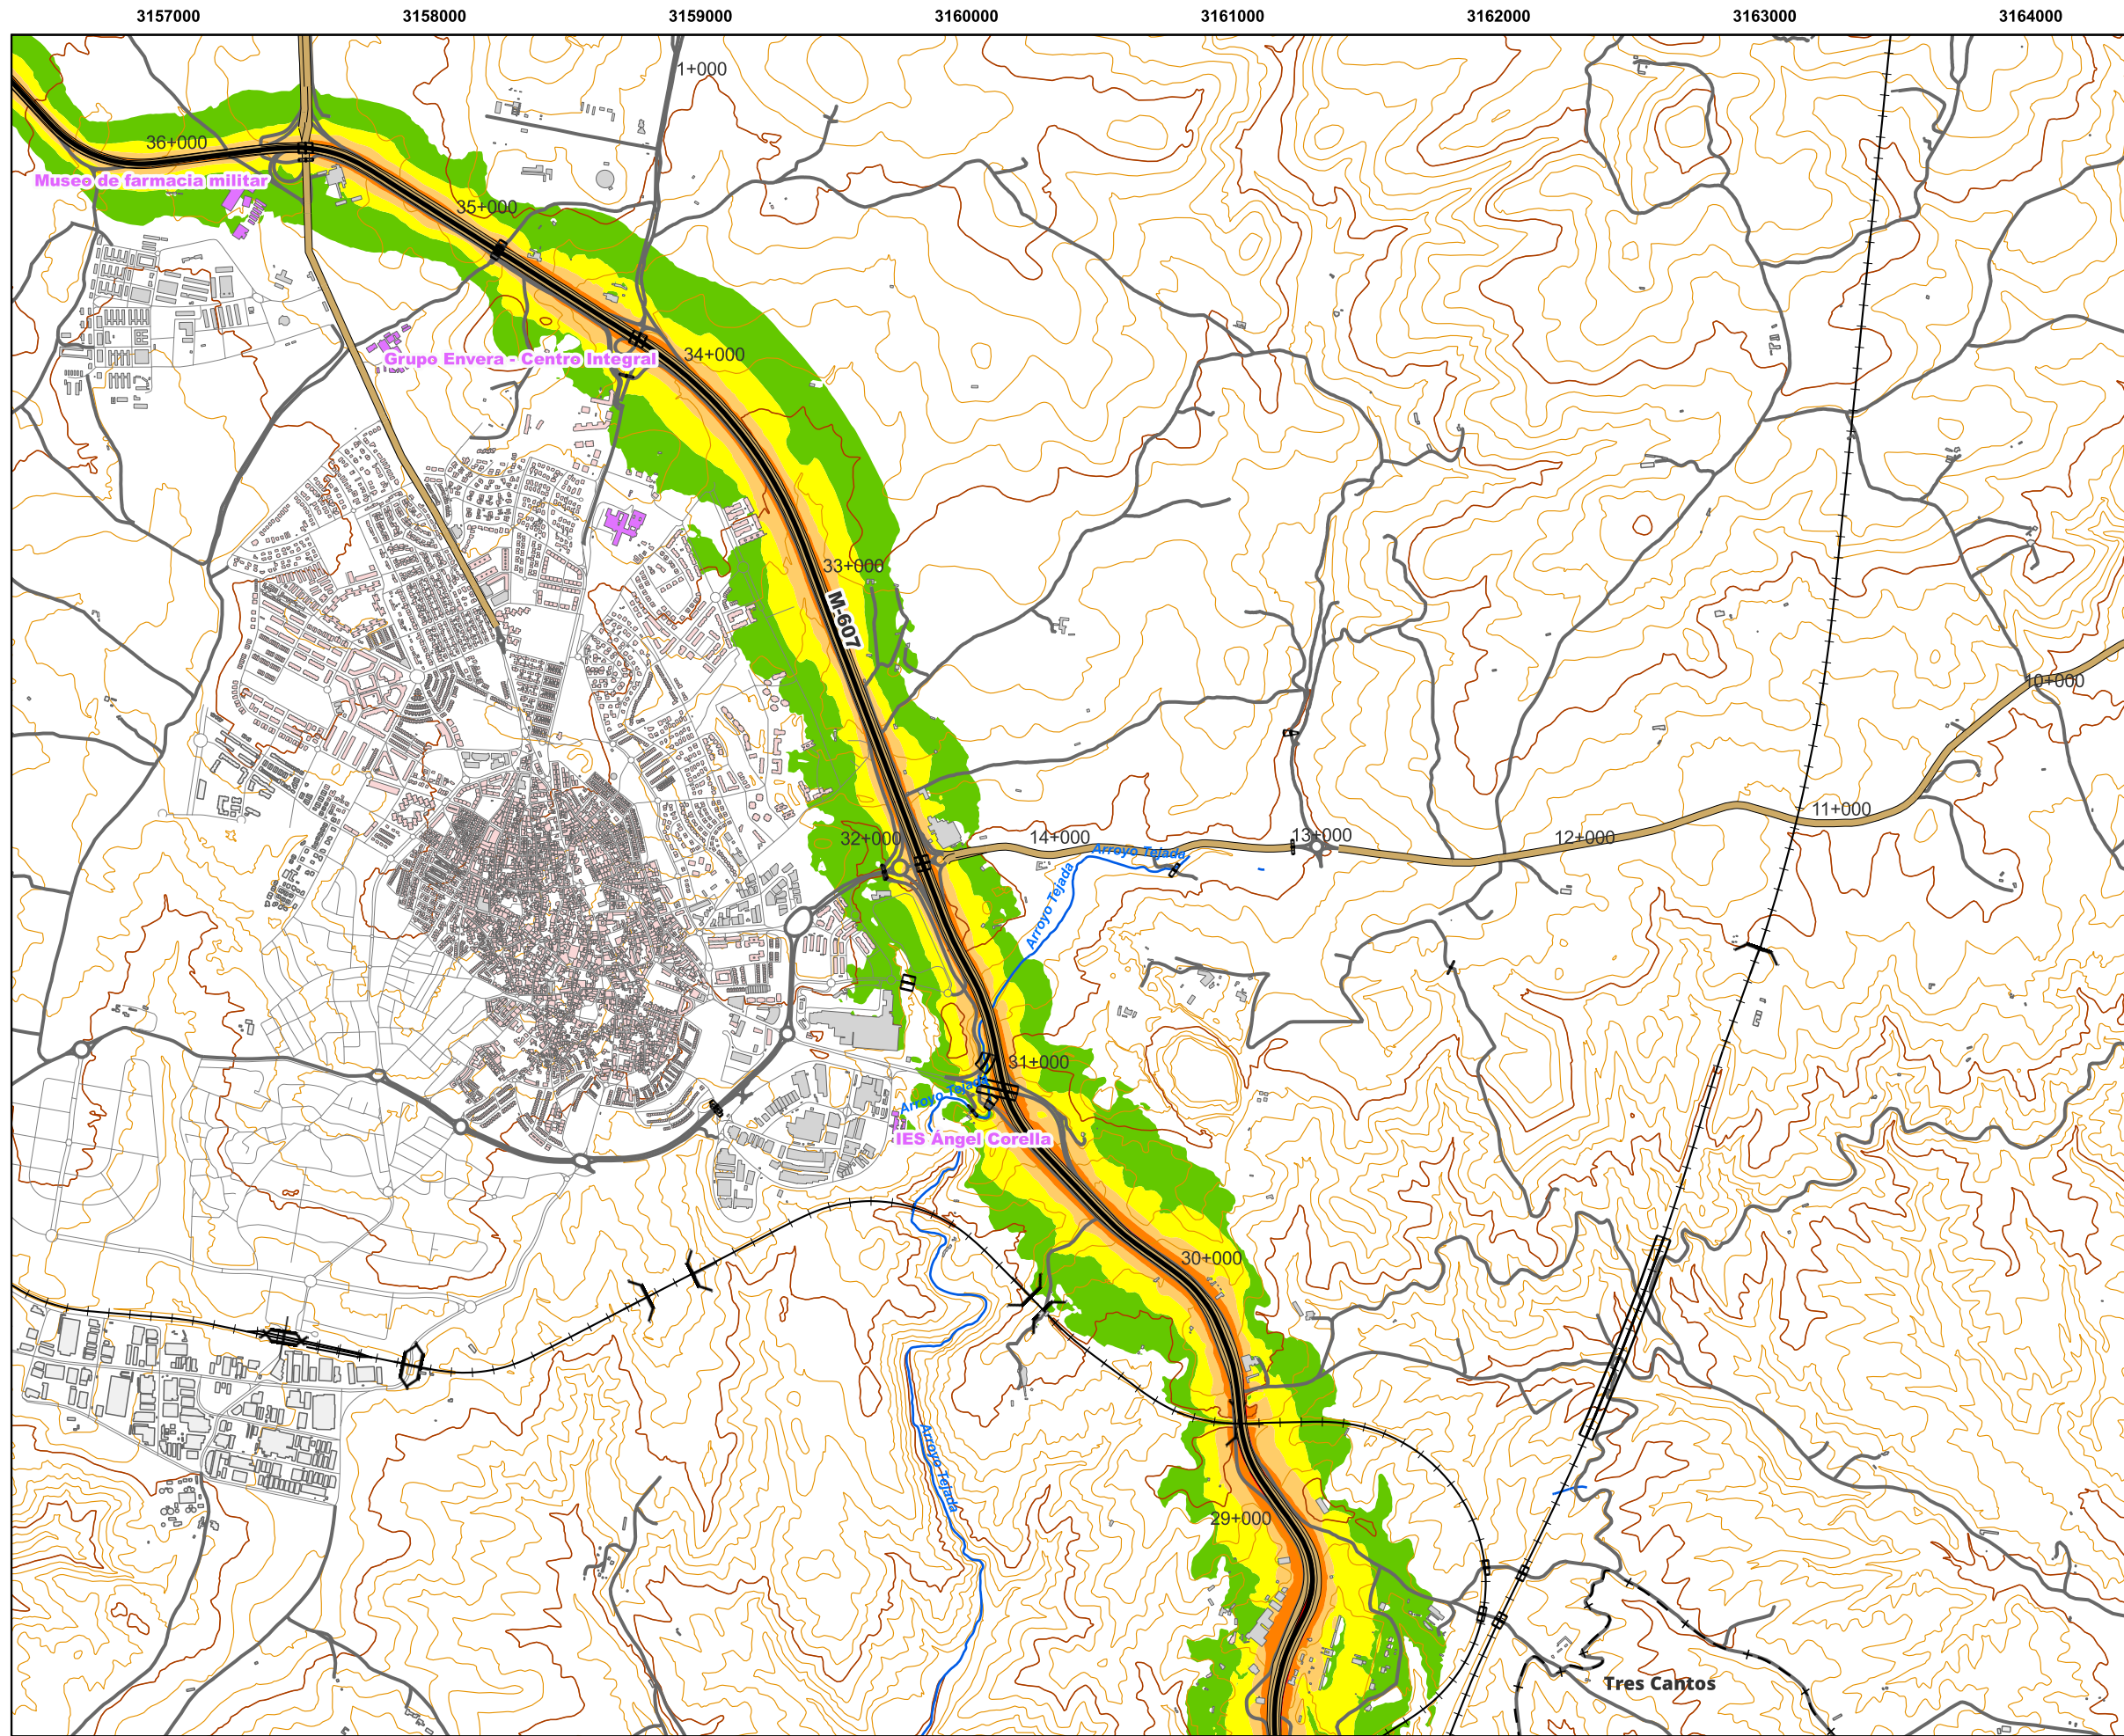 3157000 3158000 3159000 3160000 3161000 3162000 3163000 3164000
1+000
36+000
Museo de farmacia militar
35+000
34+000
Grupo Envera - Centro Integral
33+000
M-607
10+000
11+000
32+000
14+000
13+000
12+000
Arroyo Tejada
Arroyo Tejada
31+000
Arroyo Tejada
IES Ángel Corella
30+000
Arroyo Tejada
29+000
Tres Cantos